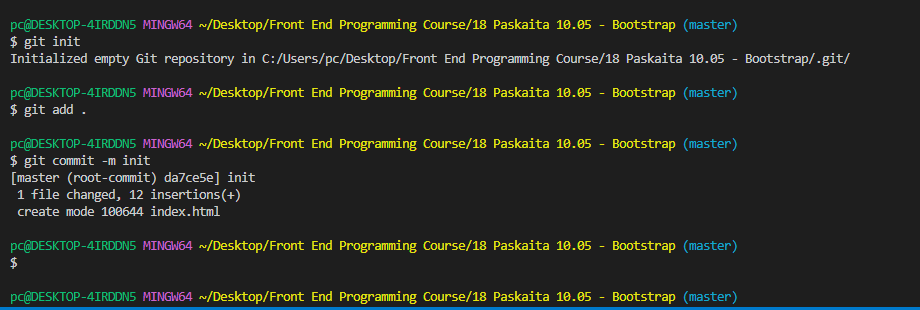 pc@DESKTOP-4IRDDN5 MINGW64 ~/Desktop/Front End Programming Course/18 Paskaita 10.05 - Bootstrap (master)
$ git init
Initialized empty Git repository in C:/Users/pc/Desktop/Front End Programming Course/18 Paskaita 10.05 - Bootstrap/.git/
pc@DESKTOP-4IRDDN5 MINGW64 ~/Desktop/Front End Programming Course/18 Paskaita 10.05 - Bootstrap (master)
$ git add .
pc@DESKTOP-4IRDDN5 MINGW64 ~/Desktop/Front End Programming Course/18 Paskaita 10.05 - Bootstrap (master)
$ git commit -m init
[master (root-commit) da7ce5e] init
 1 file changed, 12 insertions(+)
 create mode 100644 index.html
pc@DESKTOP-4IRDDN5 MINGW64 ~/Desktop/Front End Programming Course/18 Paskaita 10.05 - Bootstrap (master)
$
pc@DESKTOP-4IRDDN5 MINGW64 ~/Desktop/Front End Programming Course/18 Paskaita 10.05 - Bootstrap (master)